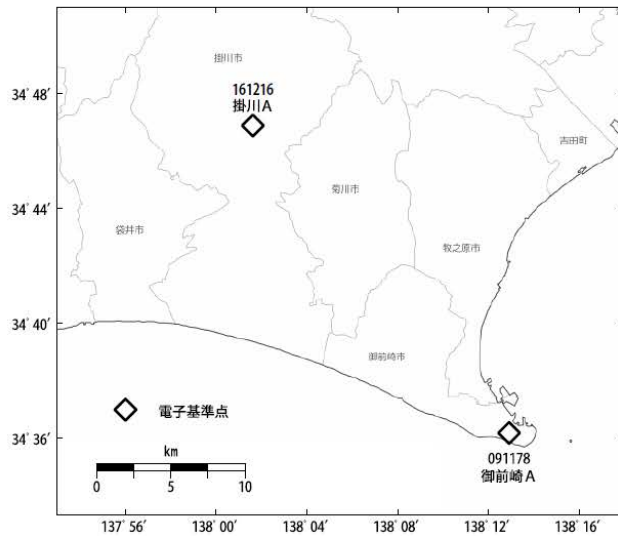 掛川市
34° 48′
161216
掛川A
吉田町
菊川市
34° 44′
袋井市
牧之原市
34° 40′
御前崎市
電子基準点
34° 36′
km
0 5 10
091178
御前崎A
137° 56′ 138° 00′ 138° 04′ 138° 08′ 138° 12′ 138° 16′